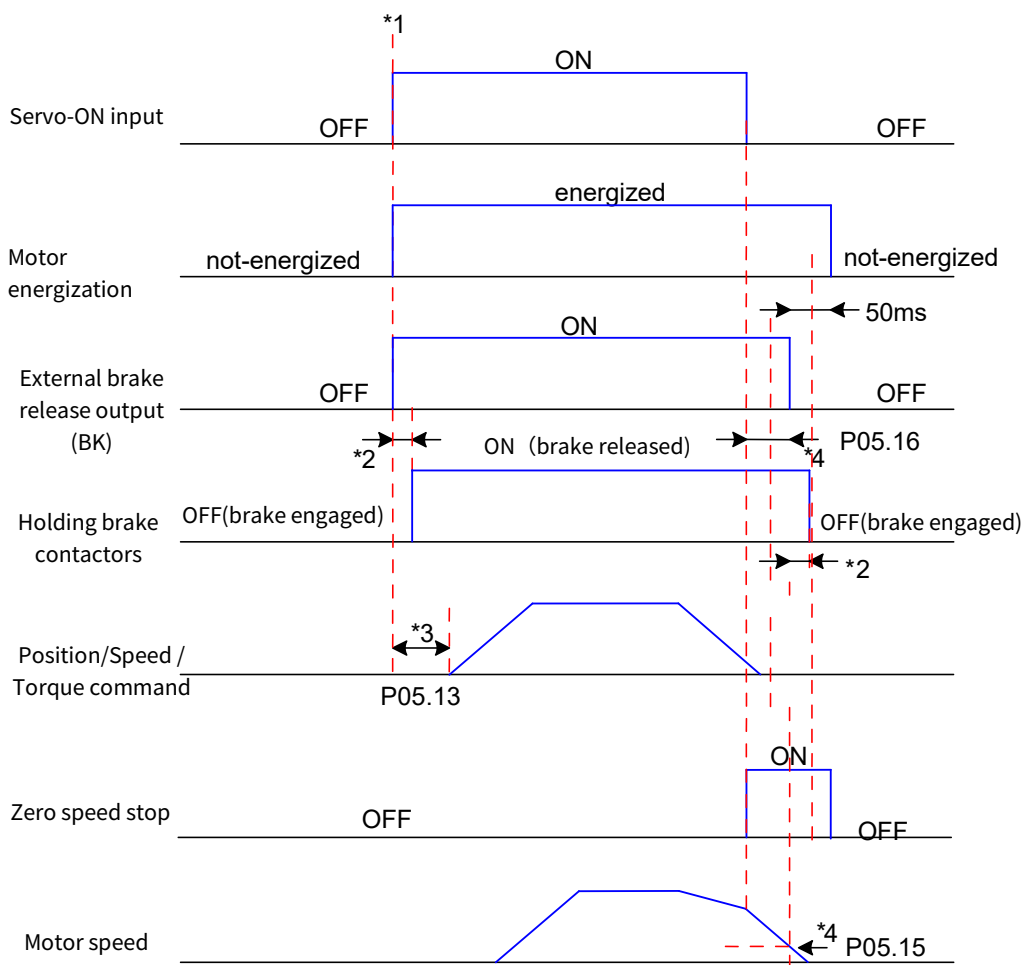 *1
ON
Servo-ON input
OFF
OFF
energized
Motor
energization
not-energized
not-energized
50ms
ON
External brake
release output
(BK)
OFF
OFF
*2
ON（brake released)
*4
P05.16
Holding brake
contactors
OFF(brake engaged)
OFF(brake engaged)
*2
*3
Position/Speed /
Torque command
P05.13
ON
Zero speed stop
OFF
OFF
Motor speed
*4
P05.15